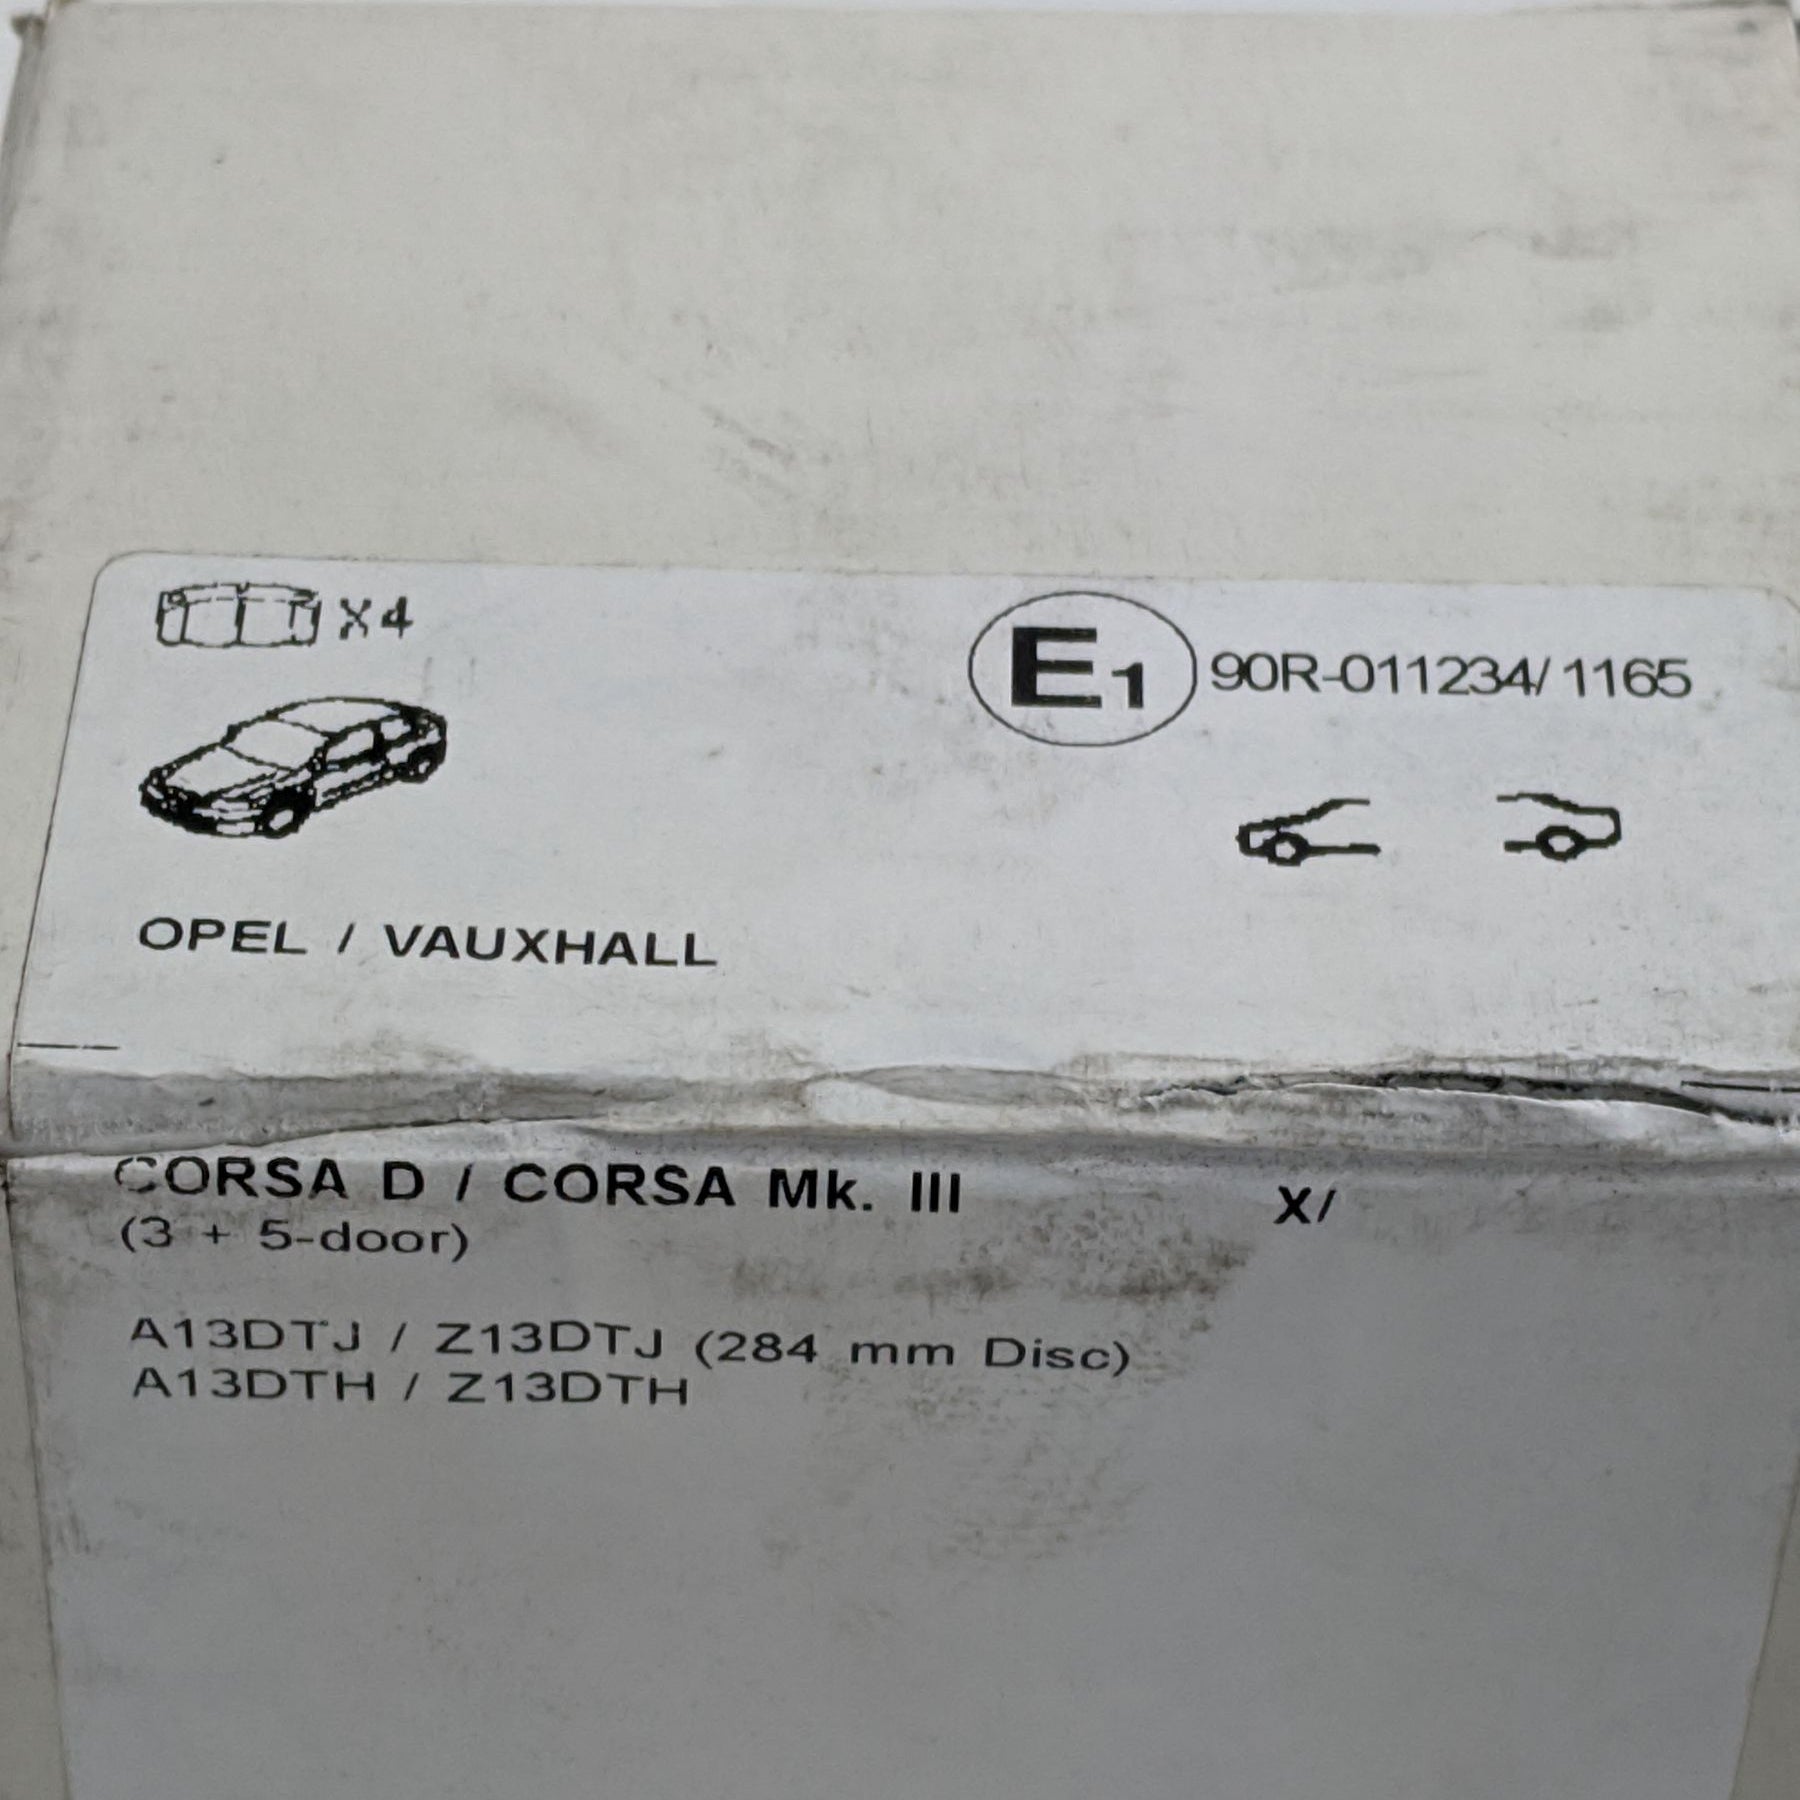 X4
E1 90R-011234/1165
OPEL / VAUXHALL
CORSA D / CORSA Mk. III X/
(3 + 5-door)
A13DTJ / Z13DTJ (284 mm Disc)
A13DTH / Z13DTH